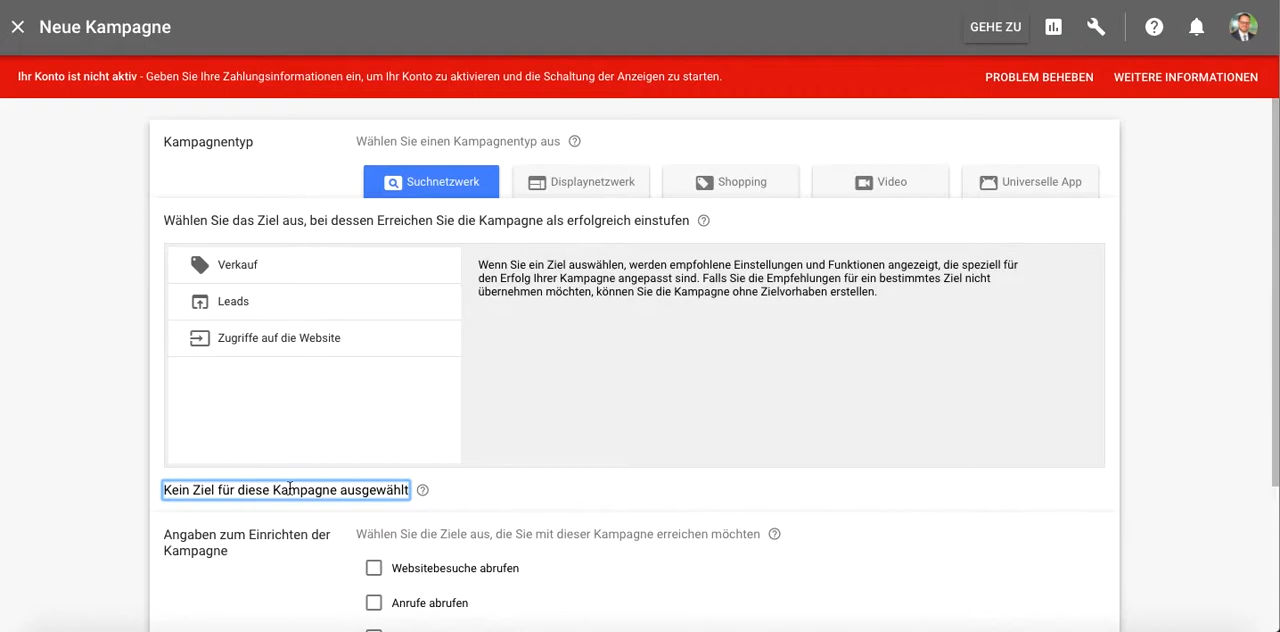 Neue Kampagne
GEHE ZU
Ihr Konto ist nicht aktiv - Geben Sie Ihre Zahlungsinformationen ein, um Ihr Konto zu aktivieren und die Schaltung der Anzeigen zu starten.
PROBLEM BEHEBEN
WEITERE INFORMATIONEN
Kampagnentyp
Wählen Sie einen Kampagnentyp aus
Suchnetzwerk
Displaynetzwerk
Shopping
Video
Universelle App
Wählen Sie das Ziel aus, bei dessen Erreichen Sie die Kampagne als erfolgreich einstufen
Verkauf
Leads
Zugriffe auf die Website
Wenn Sie ein Ziel auswählen, werden empfohlene Einstellungen und Funktionen angezeigt, die speziell für
den Erfolg Ihrer Kampagne angepasst sind. Falls Sie die Empfehlungen für ein bestimmtes Ziel nicht
übernehmen möchten, können Sie die Kampagne ohne Zielvorhaben erstellen.
Kein Ziel für diese Kampagne ausgewählt
Angaben zum Einrichten der
Kampagne
Wählen Sie die Ziele aus, die Sie mit dieser Kampagne erreichen möchten
Websitebesuche abrufen
Anrufe abrufen